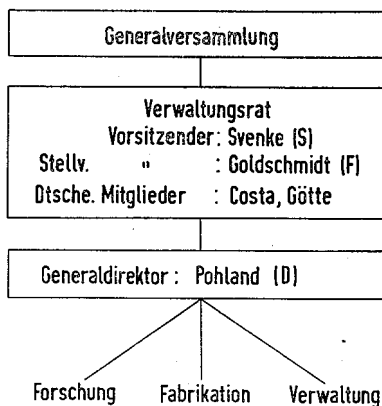 Generalversammlung
Verwaltungsrat
Vorsitzender: Svenke (S)
Stellv. " : Goldschmidt (F)
Dtsche. Mitglieder : Costa, Götte
Generaldirektor: Pohland (D)
Forschung Fabrikation Verwaltung